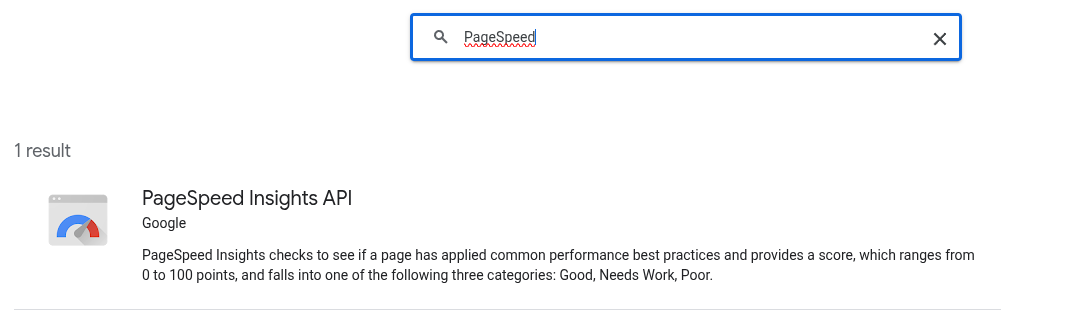 PageSpeed
1 result
PageSpeed Insights API
Google
PageSpeed Insights checks to see if a page has applied common performance best practices and provides a score, which ranges from
0 to 100 points, and falls into one of the following three categories: Good, Needs Work, Poor.